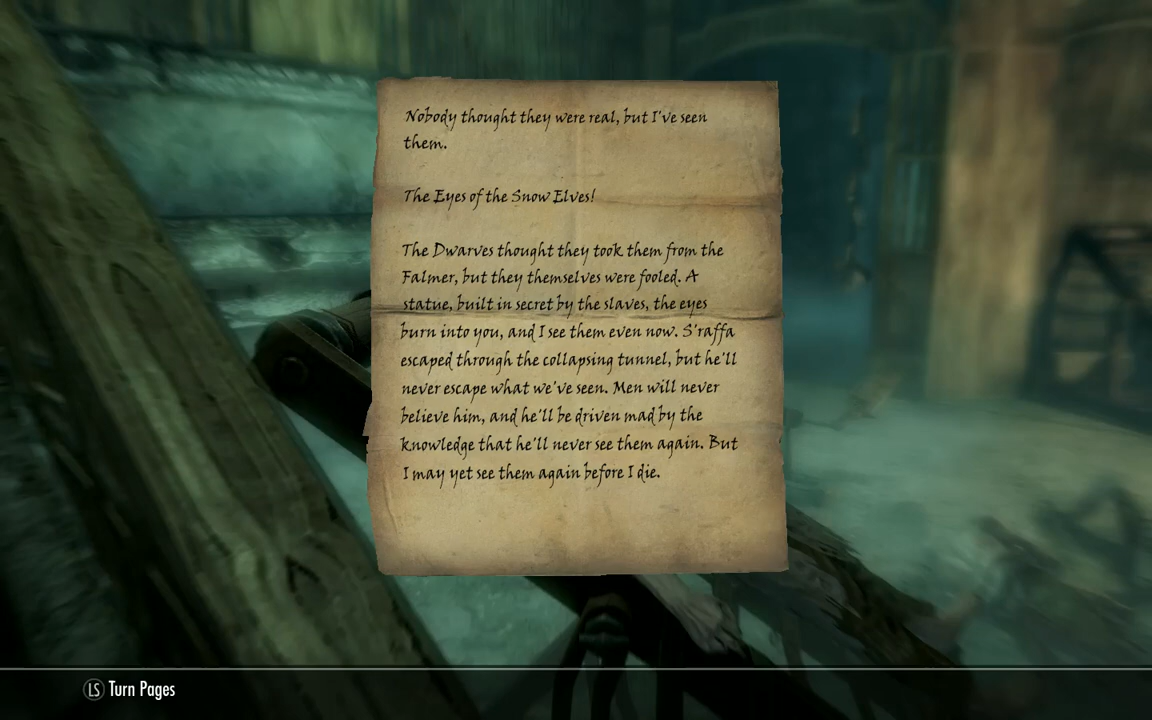 Nobody thought they were real, but I've seen
them.
The Eyes of the Snow Elves!
The Dwarves thought they took them from the
Falmer, but they themselves were fooled. A
statue, built in secret by the slaves, the eyes
burn into you, and I see them even now. S'raffa
escaped through the collapsing tunnel, but he'll
never escape what we've seen. Men will never
believe him, and he'll be driven mad by the
knowledge that he'll never see them again. But
I may yet see them again before I die.
LS Turn Pages